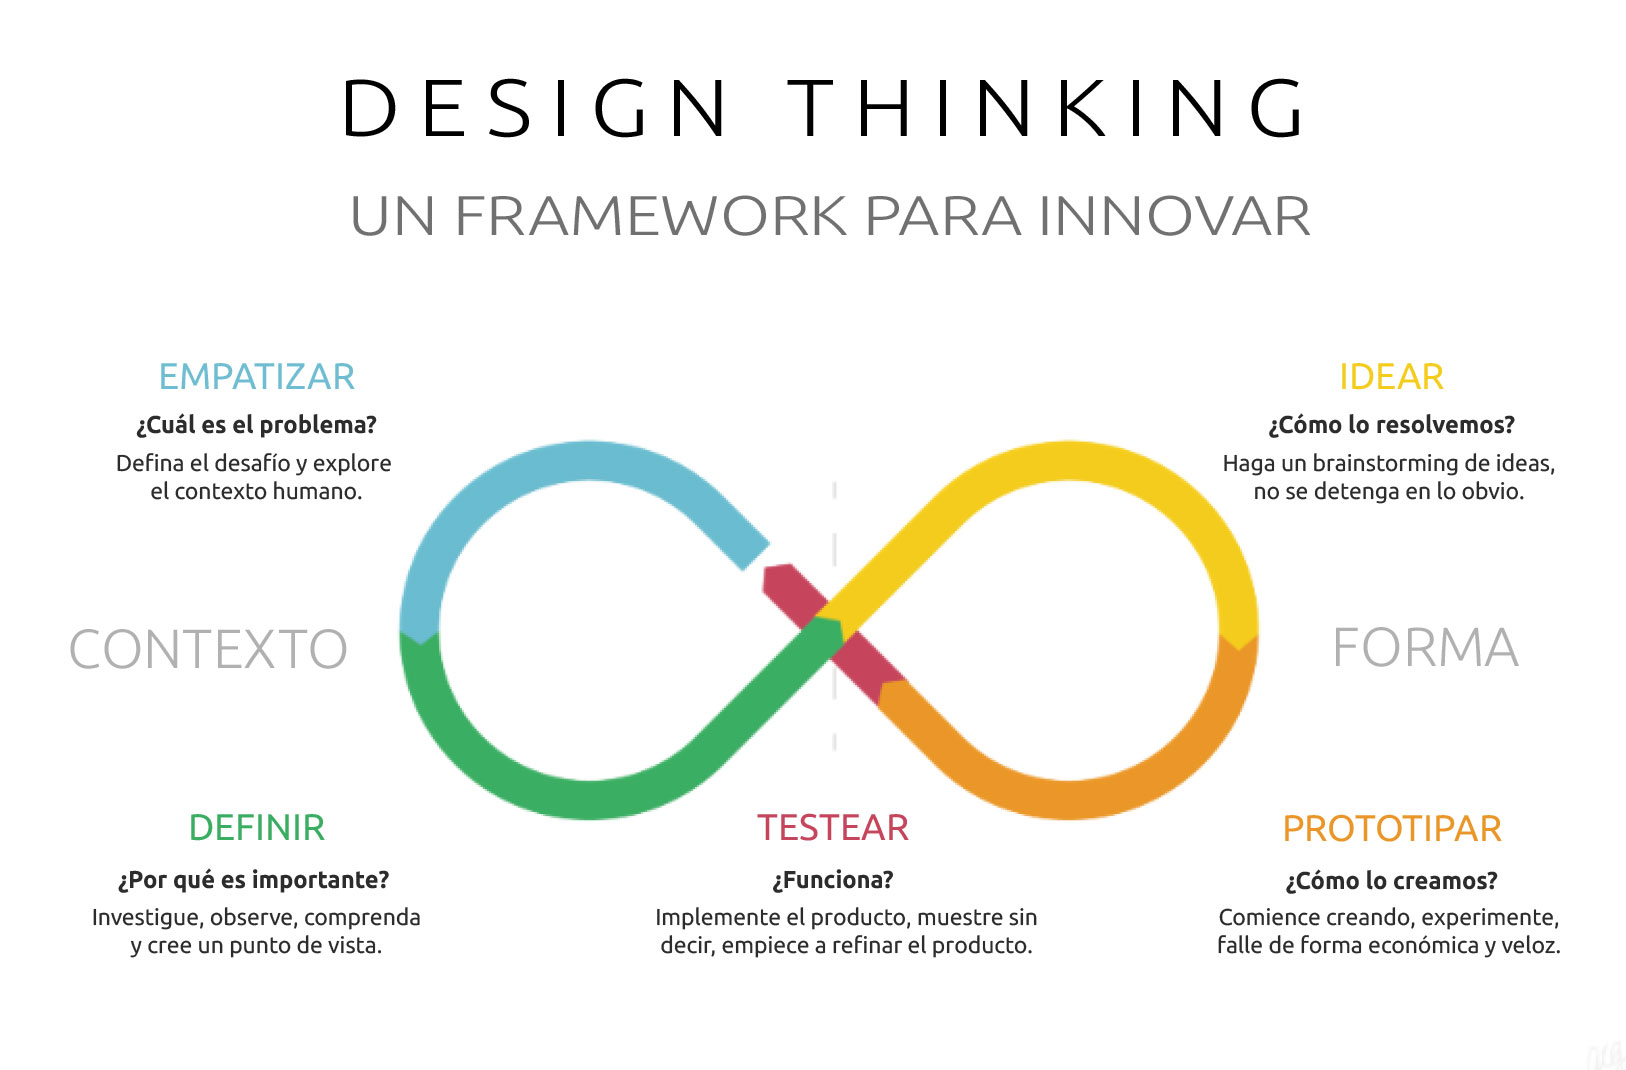 DESIGN THINKING
UN FRAMEWORK PARA INNOVAR
EMPATIZAR
¿Cuál es el problema?
Defina el desafío y explore
el contexto humano.
IDEAR
¿Cómo lo resolvemos?
Haga un brainstorming de ideas,
no se detenga en lo obvio.
CONTEXTO
FORMA
DEFINIR
¿Por qué es importante?
Investigue, observe, comprenda
y cree un punto de vista.
TESTEAR
¿Funciona?
Implemente el producto, muestre sin
decir, empiece a refinar el producto.
PROTOTIPAR
¿Cómo lo creamos?
Comience creando, experimente,
falle de forma económica y veloz.